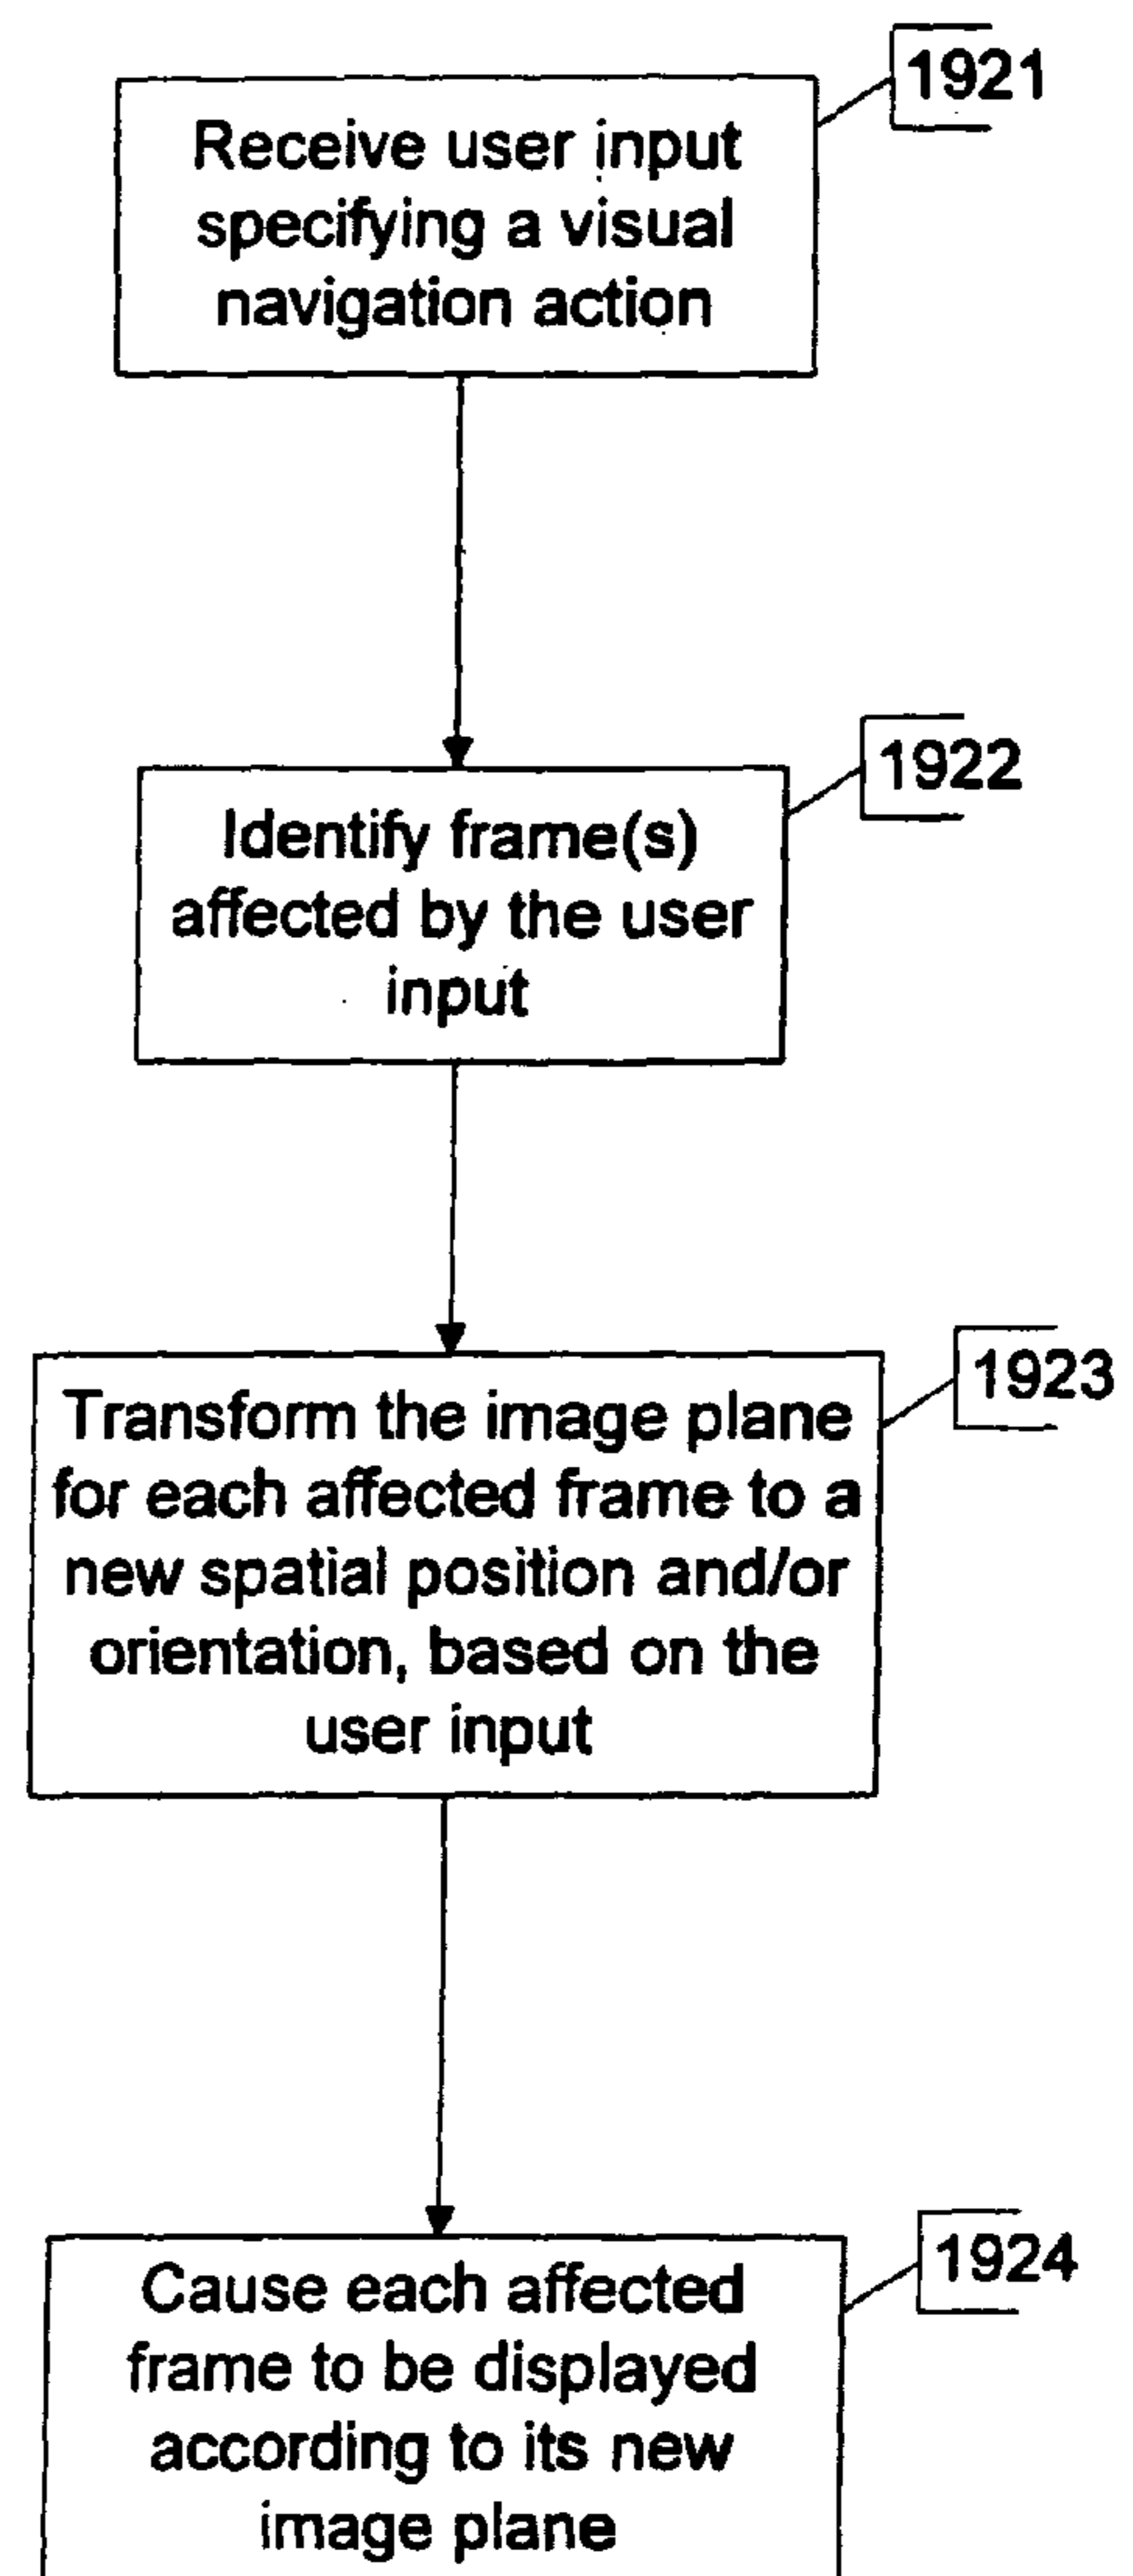 1921
Receive user input
specifying a visual
navigation action
1922
Identify frame(s)
affected by the user
input
1923
Transform the image plane
for each affected frame to a
new spatial position and/or
orientation, based on the
user input
1924
Cause each affected
frame to be displayed
according to its new
image plane